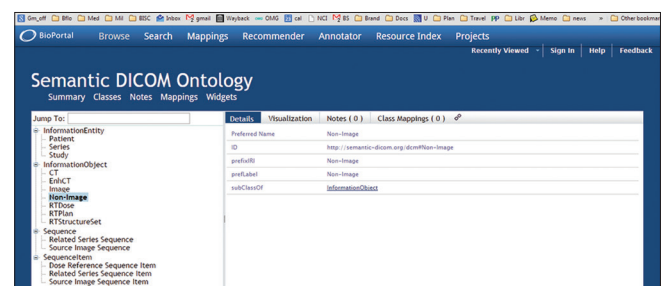 Gm_off Bflo Med Mil BISC Inbox gmail Wayback OMG cal NCI BS Brand Docs U Plan Travel PP Libr Memo news » Other bookmar
BioPortal Browse Search Mappings Recommender Annotator Resource Index Projects
Recently Viewed Sign In Help Feedback
Semantic DICOM Ontology
Summary Classes Notes Mappings Widgets
Jump To:
Details Visualization Notes ( 0 ) Class Mappings ( 0 )
InformationEntity
Patient
Series
Study
InformationObject
CT
EnhCT
Image
Non-Image
RTDose
RTPlan
RTStructureSet
Sequence
Related Series Sequence
Source Image Sequence
SequenceItem
Dose Reference Sequence Item
Related Series Sequence Item
Source Image Sequence Item
Preferred Name Non-Image
ID http://semantic-dicom.org/dcm#Non-Image
prefixIRI Non-Image
prefLabel Non-Image
subClassOf InformationObject